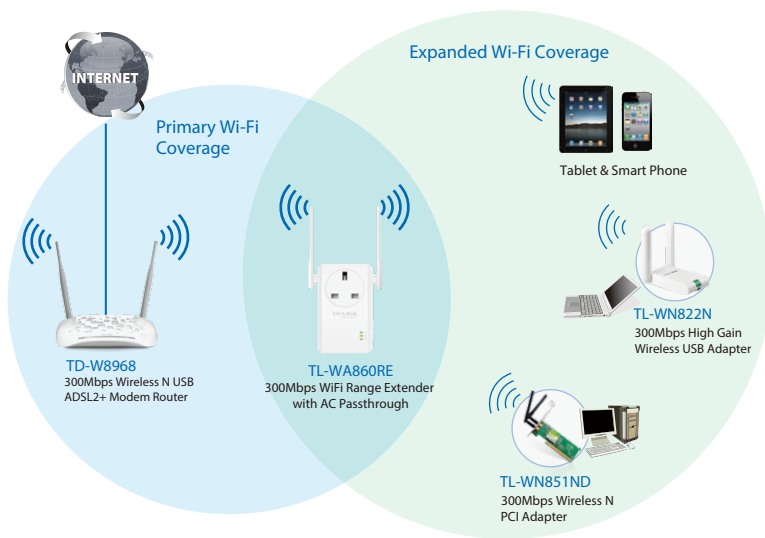 Expanded Wi-Fi Coverage
INTERNET
Primary Wi-Fi
Coverage
Tablet & Smart Phone
TL-WN822N
300Mbps High Gain
Wireless USB Adapter
TD-W8968
300Mbps Wireless N USB
ADSL2+ Modem Router
TP-LINK
TL-WA860RE
300Mbps WiFi Range Extender
with AC Passthrough
TL-WN851ND
300Mbps Wireless N
PCI Adapter